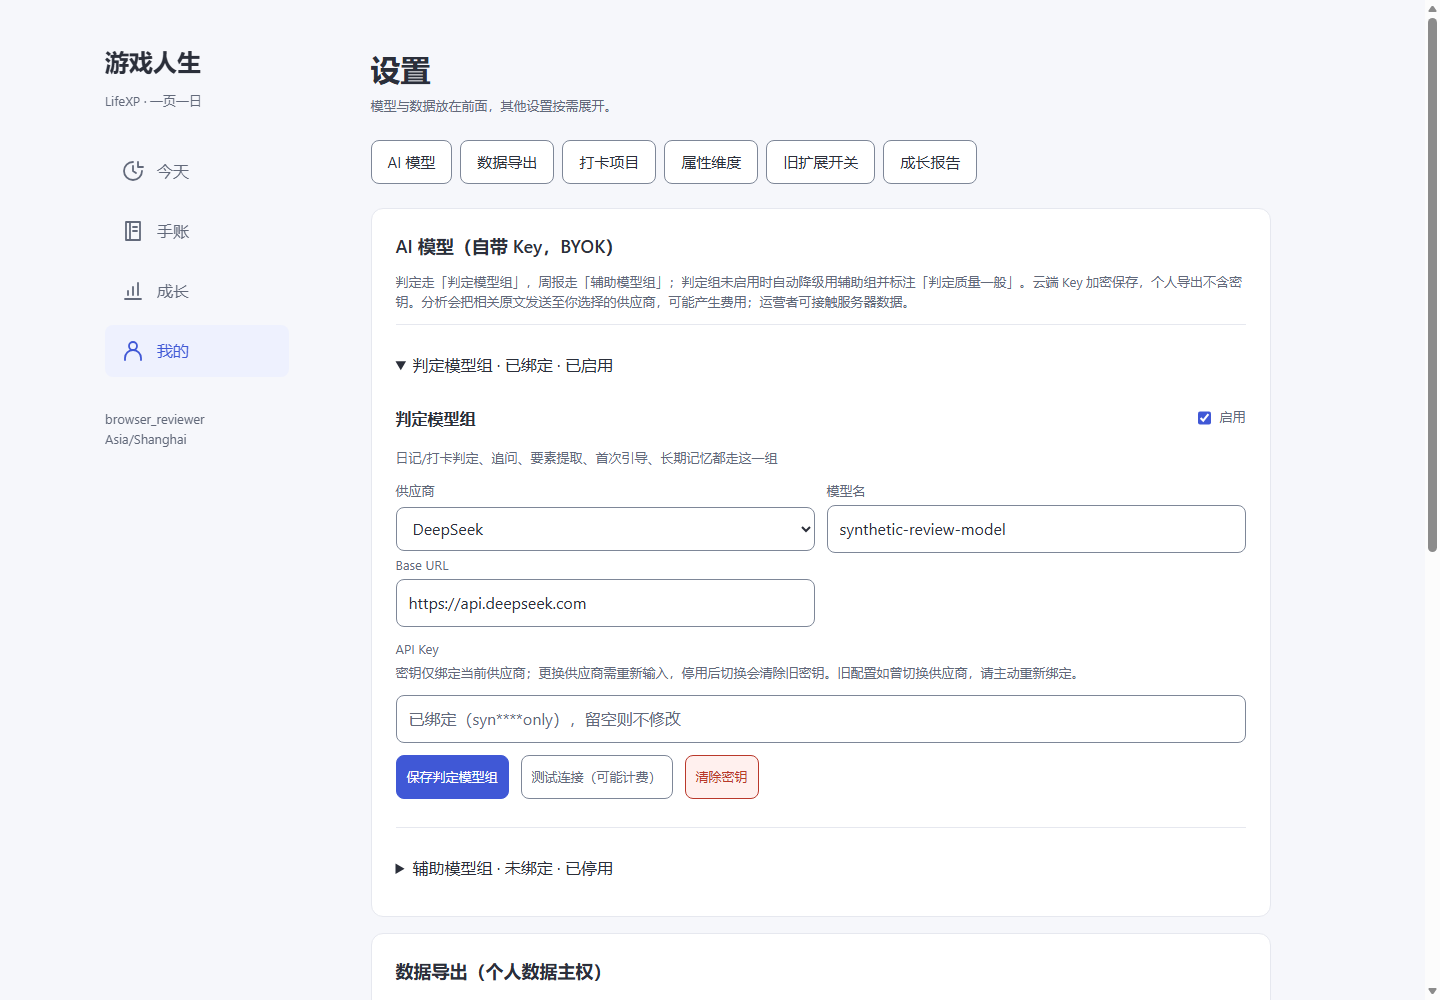 游戏人生
LifeXP · 一页一日
今天
手账
成长
我的
browser_reviewer
Asia/Shanghai
设置
模型与数据放在前面，其他设置按需展开。
AI 模型
数据导出
打卡项目
属性维度
旧扩展开关
成长报告
AI 模型（自带 Key，BYOK）
判定走「判定模型组」，周报走「辅助模型组」；判定组未启用时自动降级用辅助组并标注「判定质量一般」。云端 Key 加密保存，个人导出不含密
钥。分析会把相关原文发送至你选择的供应商，可能产生费用；运营者可接触服务器数据。
判定模型组 · 已绑定 · 已启用
判定模型组
启用
日记/打卡判定、追问、要素提取、首次引导、长期记忆都走这一组
供应商
模型名
DeepSeek
synthetic-review-model
Base URL
https://api.deepseek.com
API Key
密钥仅绑定当前供应商；更换供应商需重新输入，停用后切换会清除旧密钥。旧配置如曾切换供应商，请主动重新绑定。
已绑定（syn****only），留空则不修改
保存判定模型组
测试连接（可能计费）
清除密钥
辅助模型组 · 未绑定 · 已停用
数据导出（个人数据主权）